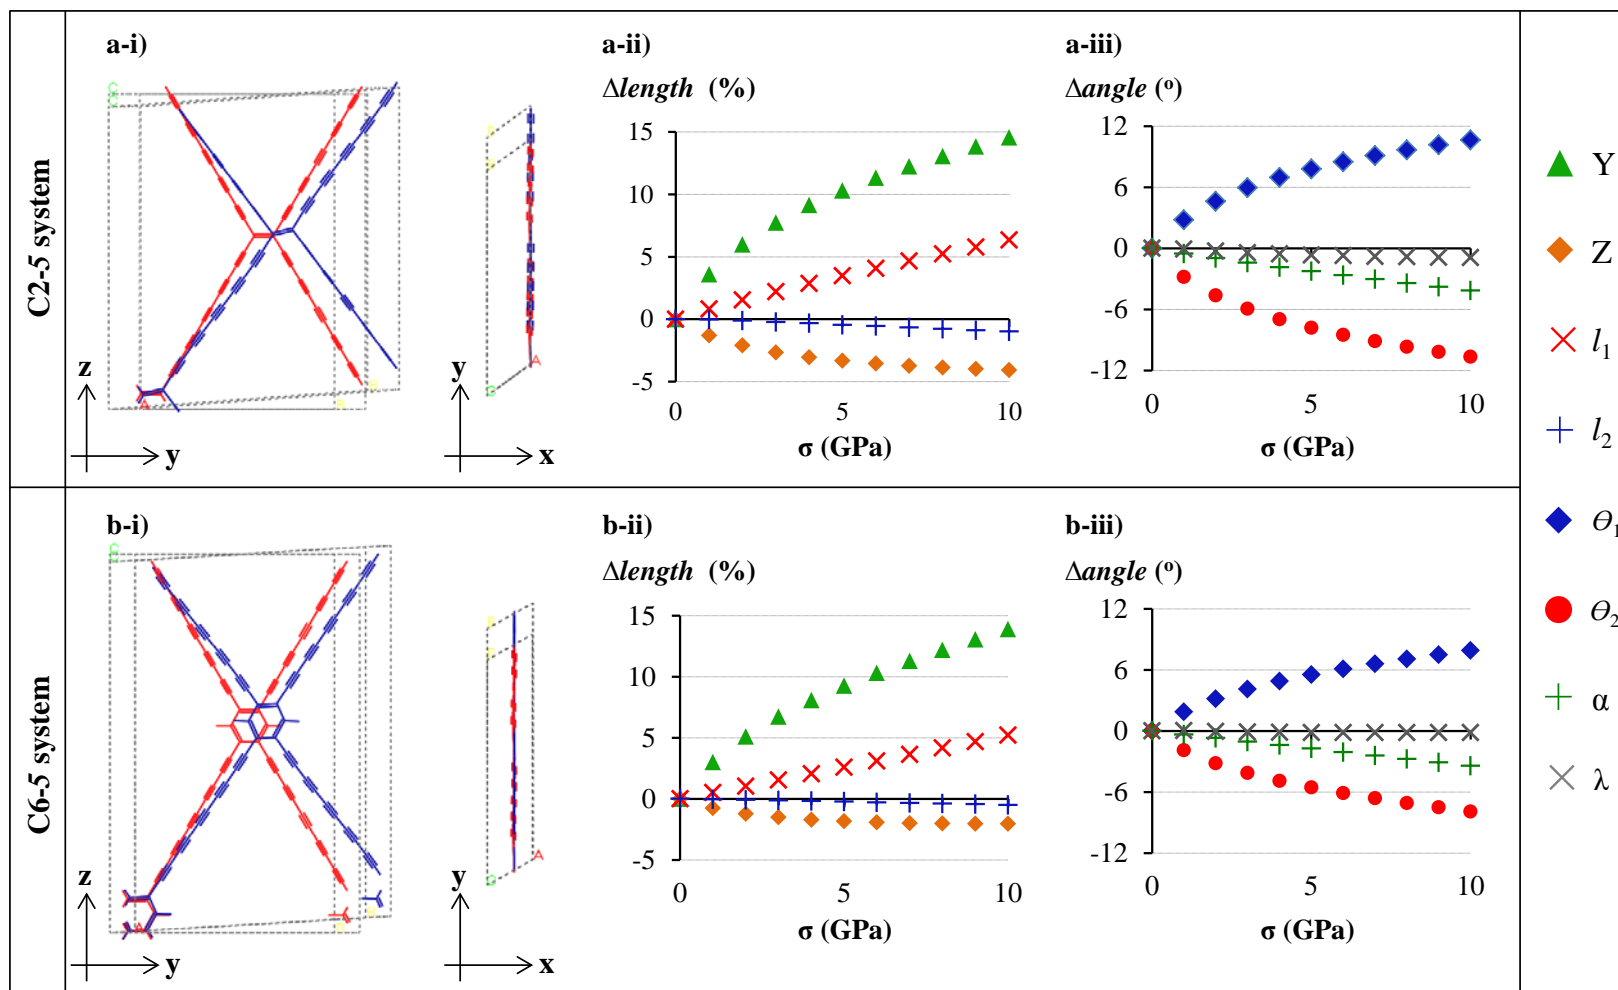 C2-5 system
a-i)
C
C
A
B
B
z
y
B
B
A
C
y
x
a-ii)
Δlength (%)
15
10
5
0
-5
0 5 10
σ (GPa)
a-iii)
Δangle (°)
12
6
0
-6
-12
0 5 10
σ (GPa)
C6-5 system
b-i)
C
A
B
B
z
y
B
A
C
y
x
b-ii)
Δlength (%)
15
10
5
0
-5
0 5 10
σ (GPa)
b-iii)
Δangle (°)
12
6
0
-6
-12
0 5 10
σ (GPa)
Y
Z
l₁
l₂
Θ₁
Θ₂
α
λ